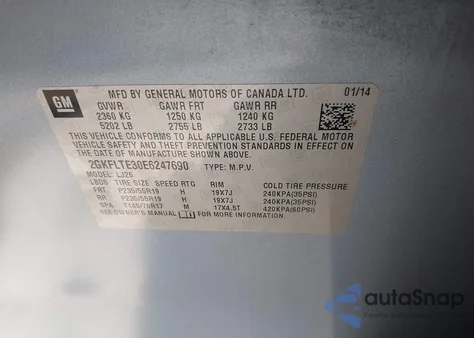 GM
MFD BY GENERAL MOTORS OF CANADA LTD. 01/14
GVWR GAWR FRT GAWR RR
2360 KG 1250 KG 1240 KG
5202 LB 2755 LB 2733 LB
THIS VEHICLE CONFORMS TO ALL APPLICABLE U.S. FEDERAL MOTOR
VEHICLE SAFETY AND THEFT PREVENTION STANDARDS IN EFFECT
ON THE DATE OF MANUFACTURE SHOWN ABOVE.
2GKFLTE30E6247690 TYPE: M.P.V.
MODEL: LJ26
TIRE SIZE SPEED RTG RIM COLD TIRE PRESSURE
FRT P235/55R19 H 19X7J 240KPA(35PSI)
RR P235/55R19 H 19X7J 240KPA(35PSI)
SPA T145/70R17 M 17X4.5T 420KPA(60PSI)
SEE OWNER'S MANUAL FOR
autoSnap